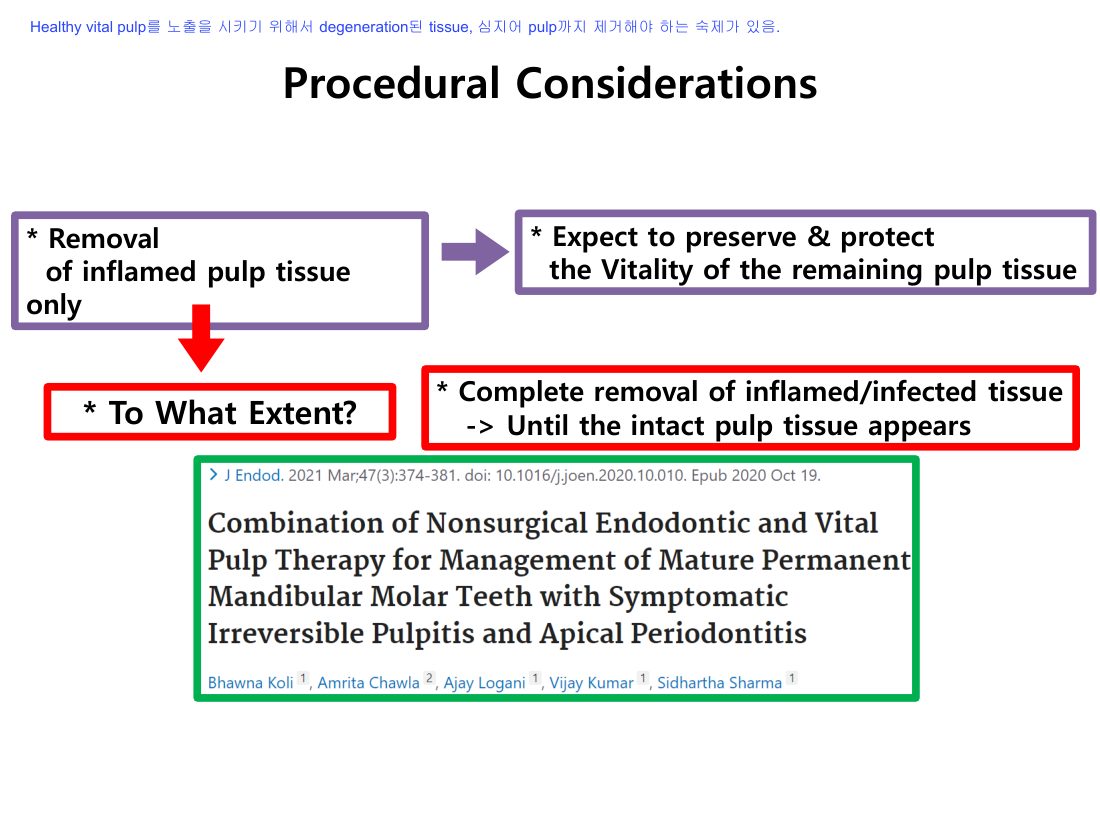 Healthy vital pulp를 노출을 시키기 위해서 degeneration된 tissue, 심지어 pulp까지 제거해야 하는 숙제가 있음.
Procedural Considerations
* Removal
of inflamed pulp tissue
only
* Expect to preserve & protect
the Vitality of the remaining pulp tissue
* To What Extent?
* Complete removal of inflamed/infected tissue
-> Until the intact pulp tissue appears
> J Endod. 2021 Mar;47(3):374-381. doi: 10.1016/j.joen.2020.10.010. Epub 2020 Oct 19.
Combination of Nonsurgical Endodontic and Vital
Pulp Therapy for Management of Mature Permanent
Mandibular Molar Teeth with Symptomatic
Irreversible Pulpitis and Apical Periodontitis
Bhawna Koli 1, Amrita Chawla 2, Ajay Logani 1, Vijay Kumar 1, Sidhartha Sharma 1